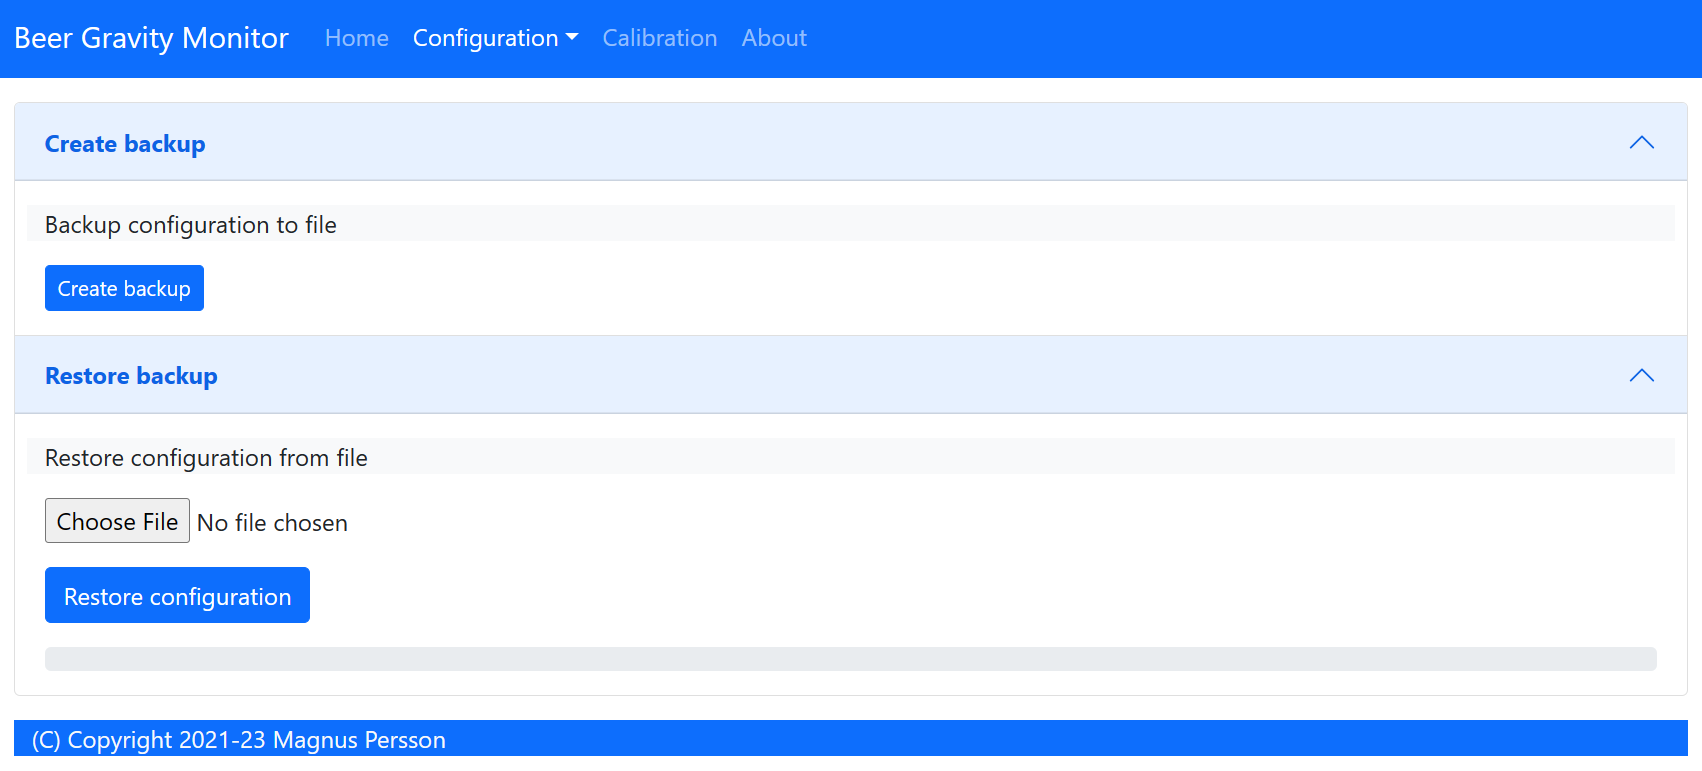 Beer Gravity Monitor Home Configuration Calibration About
Create backup
Backup configuration to file
Create backup
Restore backup
Restore configuration from file
Choose File No file chosen
Restore configuration
(C) Copyright 2021-23 Magnus Persson